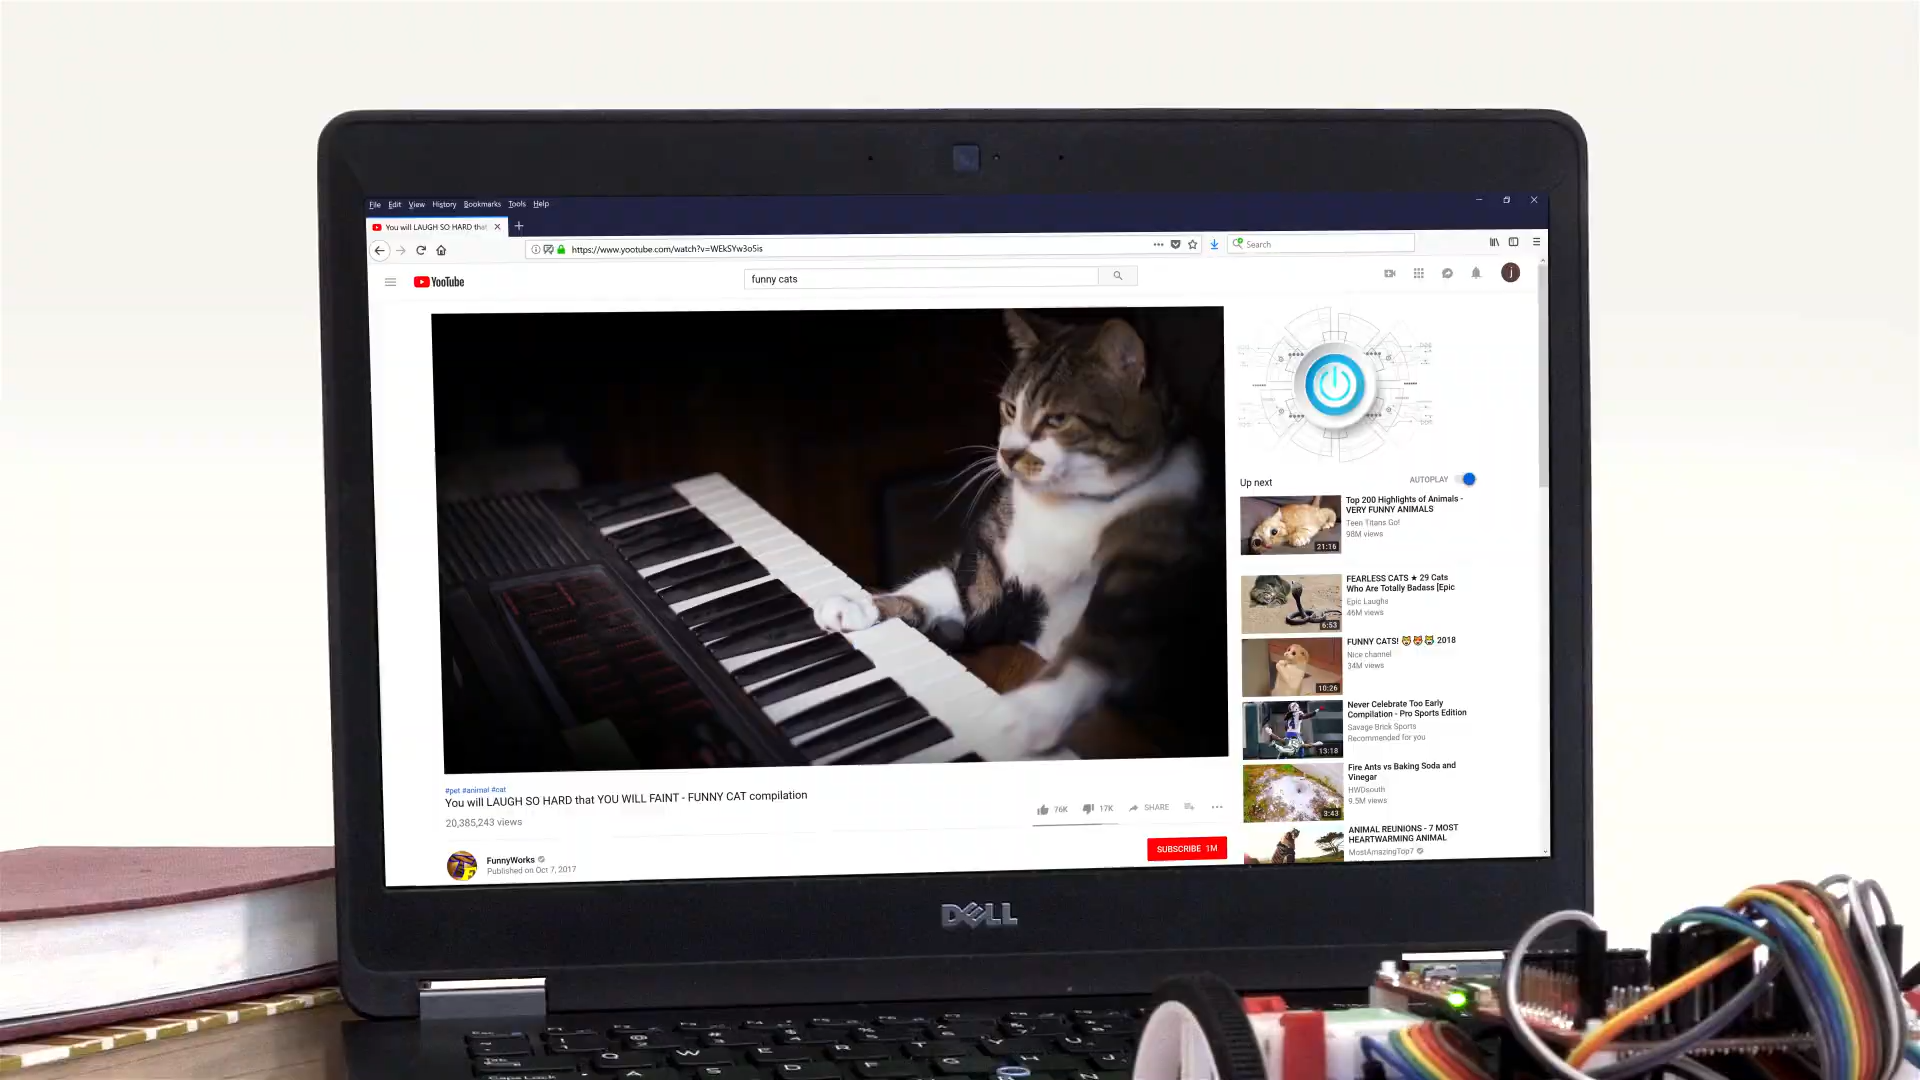 File Edit View History Bookmarks Tools Help
You will LAUGH SO HARD that
https://www.yootube.com/watch?v=WEkSYw3o5is
Search
YooTube
funny cats
j
Up next
AUTOPLAY
Top 200 Highlights of Animals -
VERY FUNNY ANIMALS
Teen Titans Go!
98M views
21:16
FEARLESS CATS ★ 29 Cats
Who Are Totally Badass [Epic
Epic Laughs
46M views
6:53
FUNNY CATS! 😺😺😺 2018
Nice channel
34M views
10:26
Never Celebrate Too Early
Compilation - Pro Sports Edition
Savage Brick Sports
Recommended for you
13:18
Fire Ants vs Baking Soda and
Vinegar
HWDsouth
9.5M views
3:43
ANIMAL REUNIONS - 7 MOST
HEARTWARMING ANIMAL
MostAmazingTop7
#pet #animal #cat
You will LAUGH SO HARD that YOU WILL FAINT - FUNNY CAT compilation
20,385,243 views
76K 17K SHARE
SUBSCRIBE 1M
FunnyWorks
Published on Oct 7, 2017
DELL
Q W E R T Y U
Caps Lock A S D F G H J